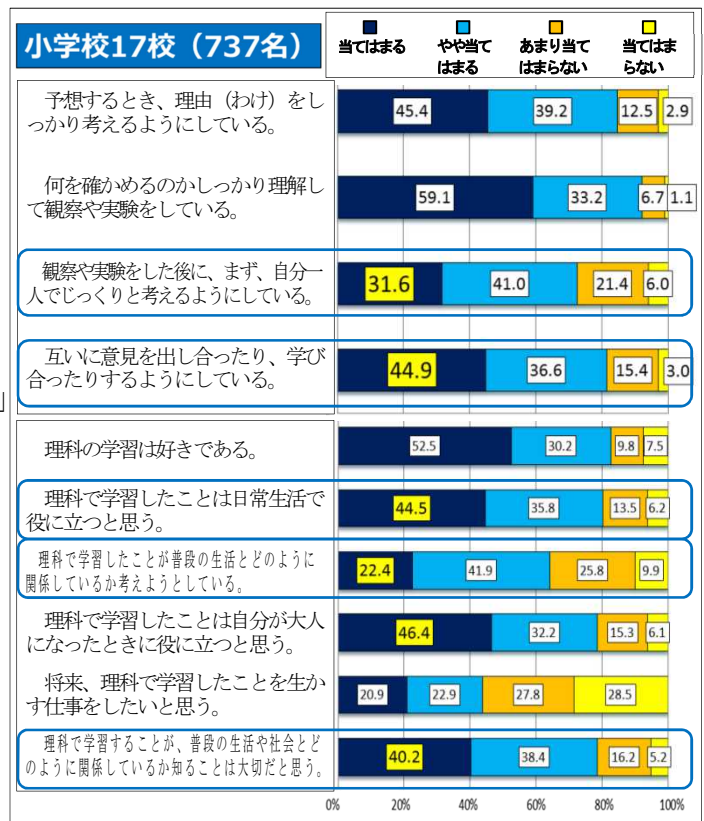 小学校17校（737名）
当てはまる
やや当て
はまる
あまり当て
はまらない
当てはま
らない
予想するとき、理由（わけ）をし
っかり考えるようにしている。
45.4 39.2 12.5 2.9
何を確かめるのかしっかり理解し
て観察や実験をしている。
59.1 33.2 6.7 1.1
観察や実験をした後に、まず、自分一
人でじっくりと考えるようにしている。
31.6 41.0 21.4 6.0
互いに意見を出し合ったり、学び
合ったりするようにしている。
44.9 36.6 15.4 3.0
」
理科の学習は好きである。
52.5 30.2 9.8 7.5
理科で学習したことは日常生活で
役に立つと思う。
44.5 35.8 13.5 6.2
理科で学習したことが普段の生活とどのように
関係しているか考えようとしている。
22.4 41.9 25.8 9.9
理科で学習したことは自分が大人
になったときに役に立つと思う。
46.4 32.2 15.3 6.1
将来、理科で学習したことを生か
す仕事をしたいと思う。
20.9 22.9 27.8 28.5
理科で学習することが、普段の生活や社会とど
のように関係しているか知ることは大切だと思う。
40.2 38.4 16.2 5.2
0% 20% 40% 60% 80% 100%